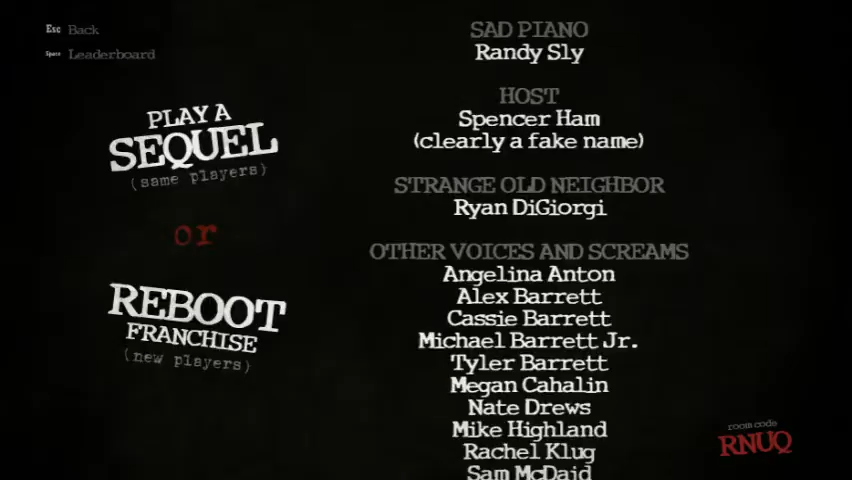 Esc Back
Space Leaderboard
PLAY A
SEQUEL
(same players)
or
REBOOT
FRANCHISE
(new players)
SAD PIANO
Randy Sly
HOST
Spencer Ham
(clearly a fake name)
STRANGE OLD NEIGHBOR
Ryan DiGiorgi
OTHER VOICES AND SCREAMS
Angelina Anton
Alex Barrett
Cassie Barrett
Michael Barrett Jr.
Tyler Barrett
Megan Cahalin
Nate Drews
Mike Highland
Rachel Klug
Sam McDaid
room code
RNUQ